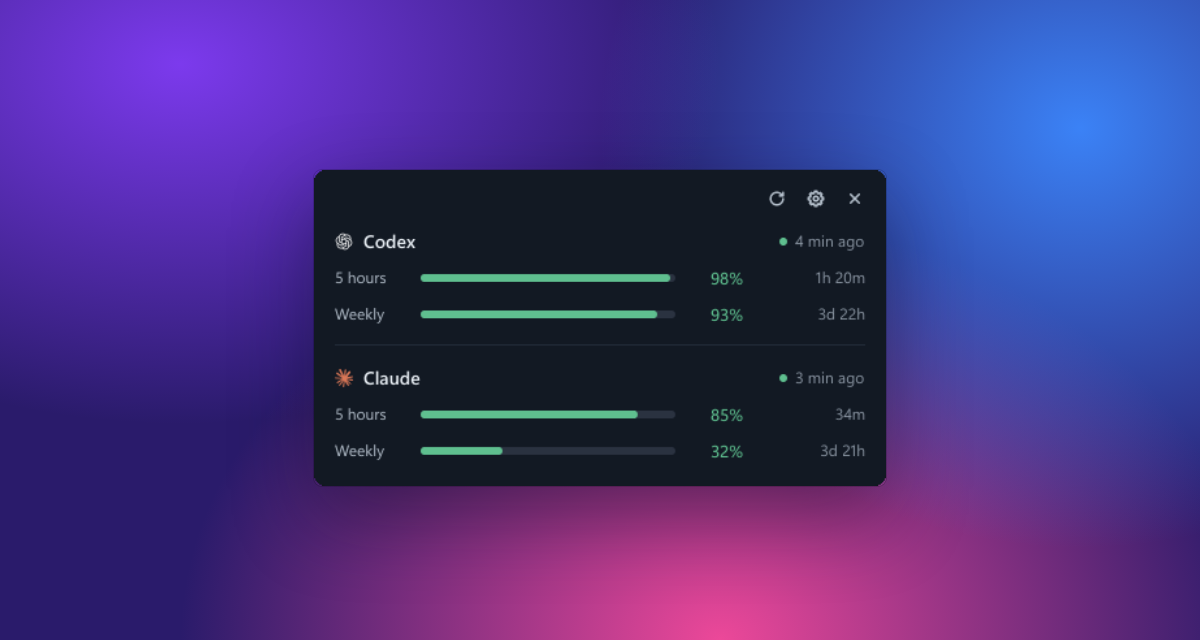 Codex 4 min ago
5 hours 98% 1h 20m
Weekly 93% 3d 22h
Claude 3 min ago
5 hours 85% 34m
Weekly 32% 3d 21h